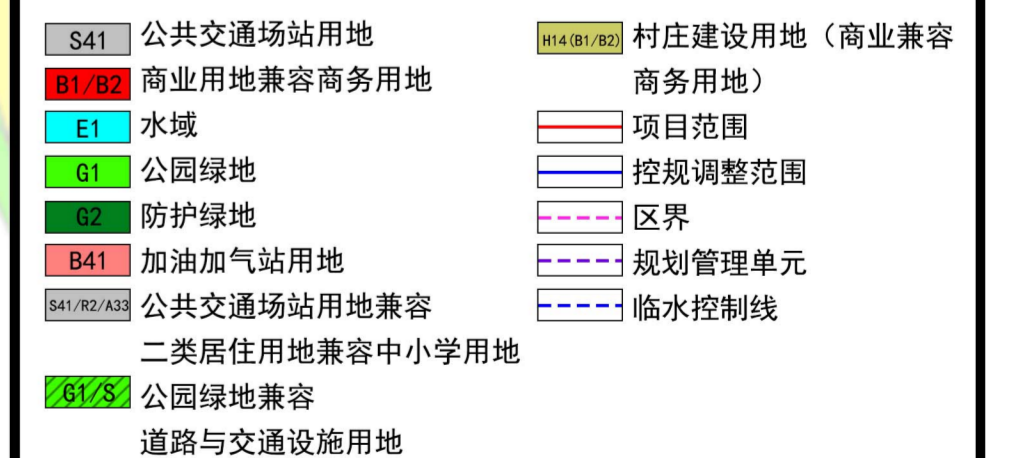 S41 公共交通场站用地
B1/B2 商业用地兼容商务用地
E1 水域
G1 公园绿地
G2 防护绿地
B41 加油加气站用地
S41/R2/A33 公共交通场站用地兼容
二类居住用地兼容中小学用地
G1/S 公园绿地兼容
道路与交通设施用地
H14(B1/B2) 村庄建设用地（商业兼容
商务用地）
项目范围
控规调整范围
区界
规划管理单元
临水控制线